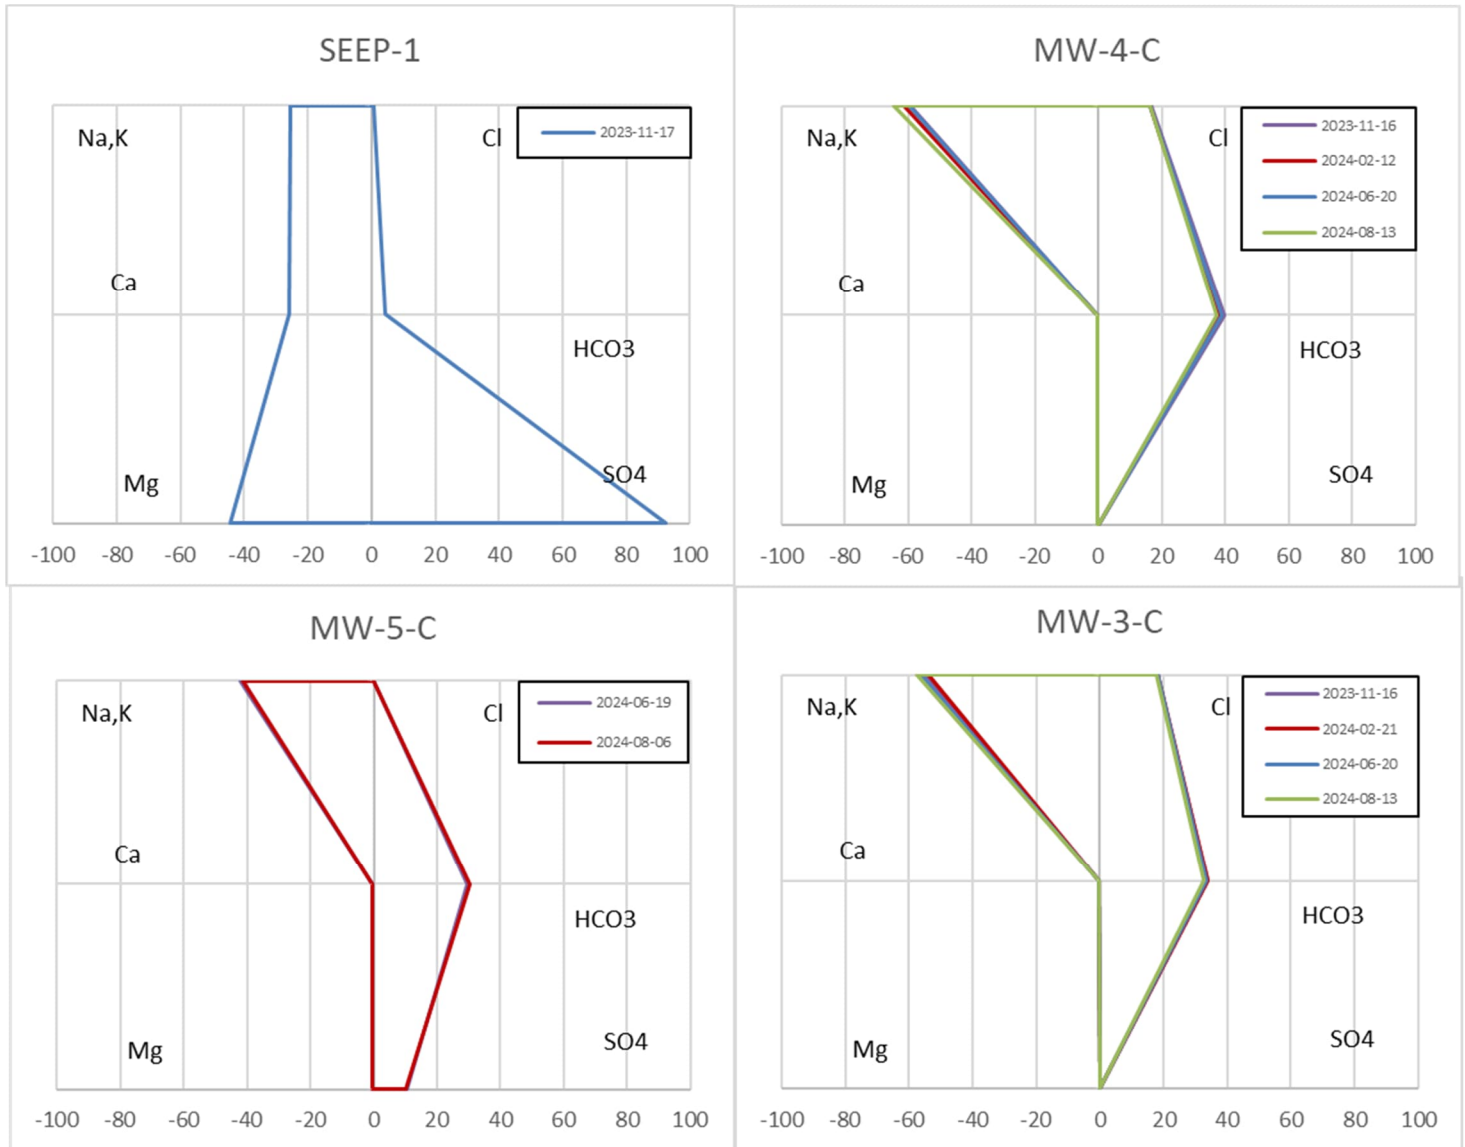 SEEP-1
Na,K
Cl
2023-11-17
Ca
HCO3
Mg
SO4
-100 -80 -60 -40 -20 0 20 40 60 80 100
MW-4-C
Na,K
Cl
2023-11-16
2024-02-12
2024-06-20
2024-08-13
Ca
HCO3
Mg
SO4
-100 -80 -60 -40 -20 0 20 40 60 80 100
MW-5-C
Na,K
Cl
2024-06-19
2024-08-06
Ca
HCO3
Mg
SO4
-100 -80 -60 -40 -20 0 20 40 60 80 100
MW-3-C
Na,K
Cl
2023-11-16
2024-02-21
2024-06-20
2024-08-13
Ca
HCO3
Mg
SO4
-100 -80 -60 -40 -20 0 20 40 60 80 100